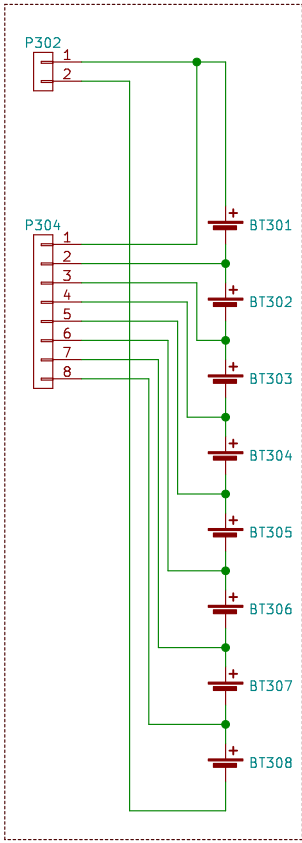 P302
1
2
P304
1
2
3
4
5
6
7
8
+
BT301
+
BT302
+
BT303
+
BT304
+
BT305
+
BT306
+
BT307
+
BT308